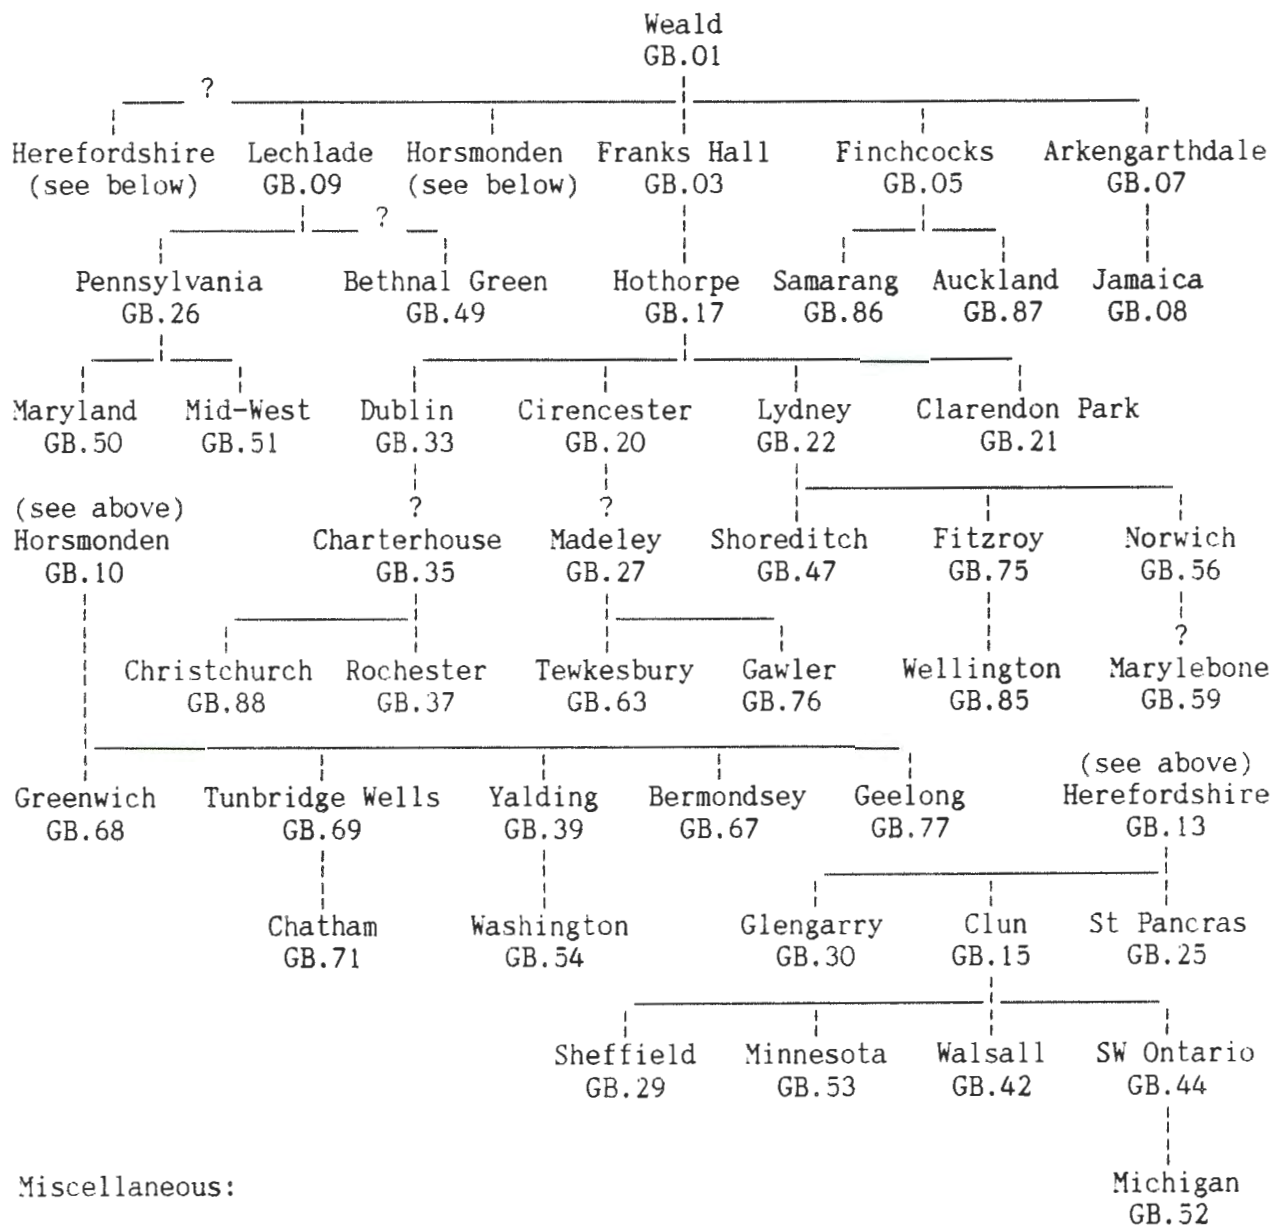 Weald
GB.01
?
Herefordshire Lechlade Horsmonden Franks Hall Finchcocks Arkengarthdale
(see below) GB.09 (see below) GB.03 GB.05 GB.07
?
Pennsylvania Bethnal Green Hothorpe Samarang Auckland Jamaica
GB.26 GB.49 GB.17 GB.86 GB.87 GB.08
Maryland Mid-West Dublin Cirencester Lydney Clarendon Park
GB.50 GB.51 GB.33 GB.20 GB.22 GB.21
(see above) ? ?
Horsmonden Charterhouse Madeley Shoreditch Fitzroy Norwich
GB.10 GB.35 GB.27 GB.47 GB.75 GB.56
?
Christchurch Rochester Tewkesbury Gawler Wellington Marylebone
GB.88 GB.37 GB.63 GB.76 GB.85 GB.59
(see above)
Greenwich Tunbridge Wells Yalding Bermondsey Geelong Herefordshire
GB.68 GB.69 GB.39 GB.67 GB.77 GB.13
Chatham Washington Glengarry Clun St Pancras
GB.71 GB.54 GB.30 GB.15 GB.25
Sheffield Minnesota Walsall SW Ontario
GB.29 GB.53 GB.42 GB.44
Miscellaneous: Michigan
GB.52